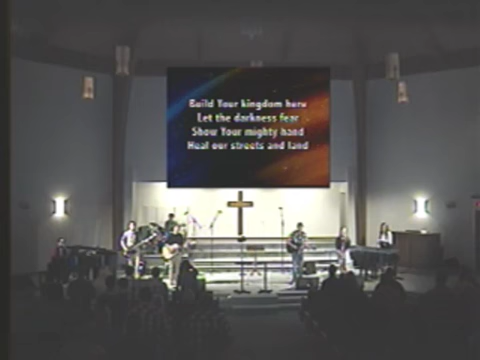 Build Your kingdom here
Let the darkness fear
Show Your mighty hand
Heal our streets and land